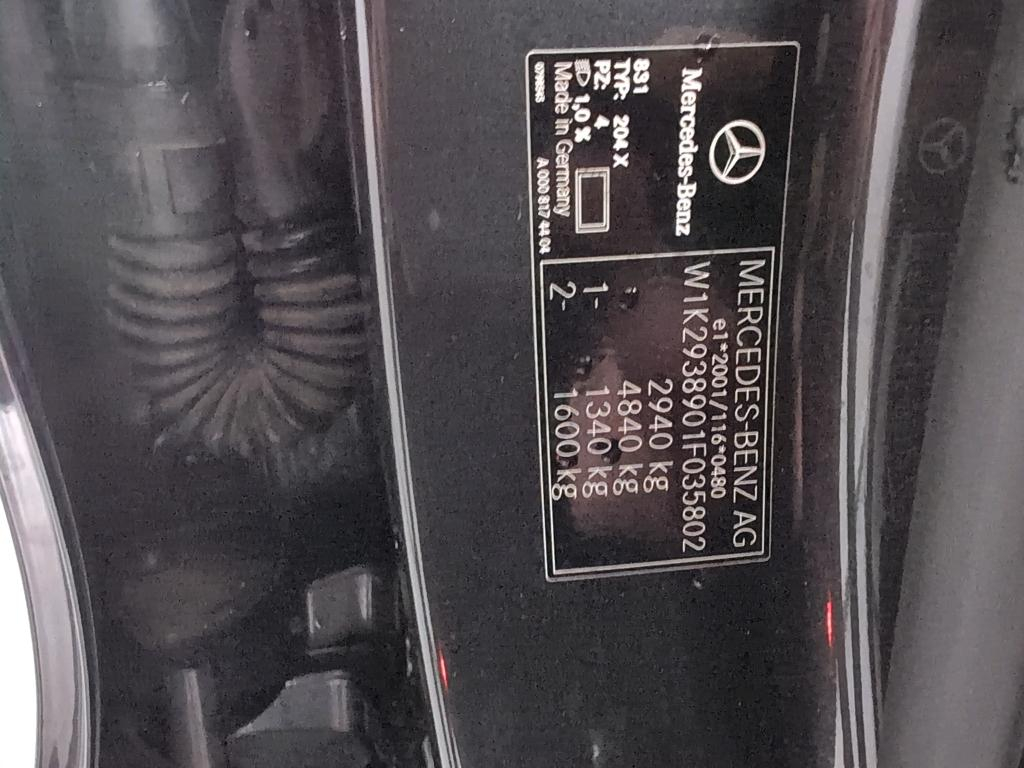 Mercedes-Benz
831
TYP: 204 X
PZ: 4
1,0 %
Made in Germany
A 000 817 44 04
MERCEDES-BENZ AG
e1*2001/116*0480
W1K2938901F035802
2940 kg
4840 kg
1- 1340 kg
2- 1600 kg